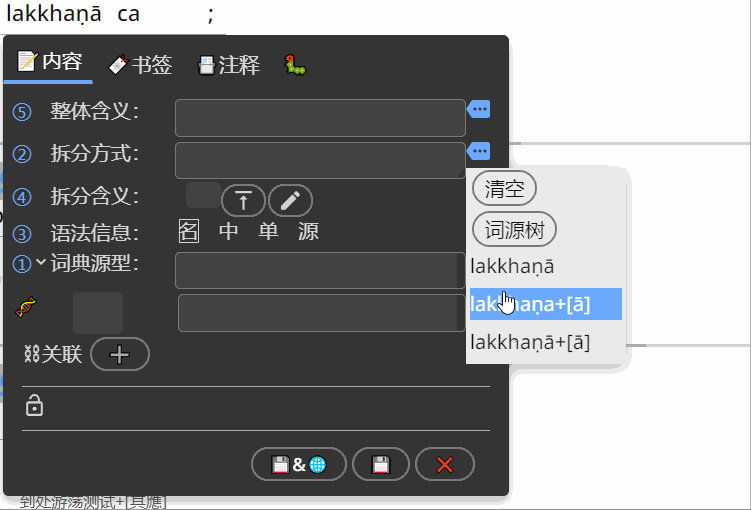 lakkhaṇā ca ;
内容 书签 注释
⑤ 整体含义:
② 拆分方式:
④ 拆分含义:
③ 语法信息: 名 中 单 源
① 词典源型:
关联
&
清空
词源树
lakkhaṇā
lakkhaṇa+[ā]
lakkhaṇā+[ā]
到处游荡测试+[具應]